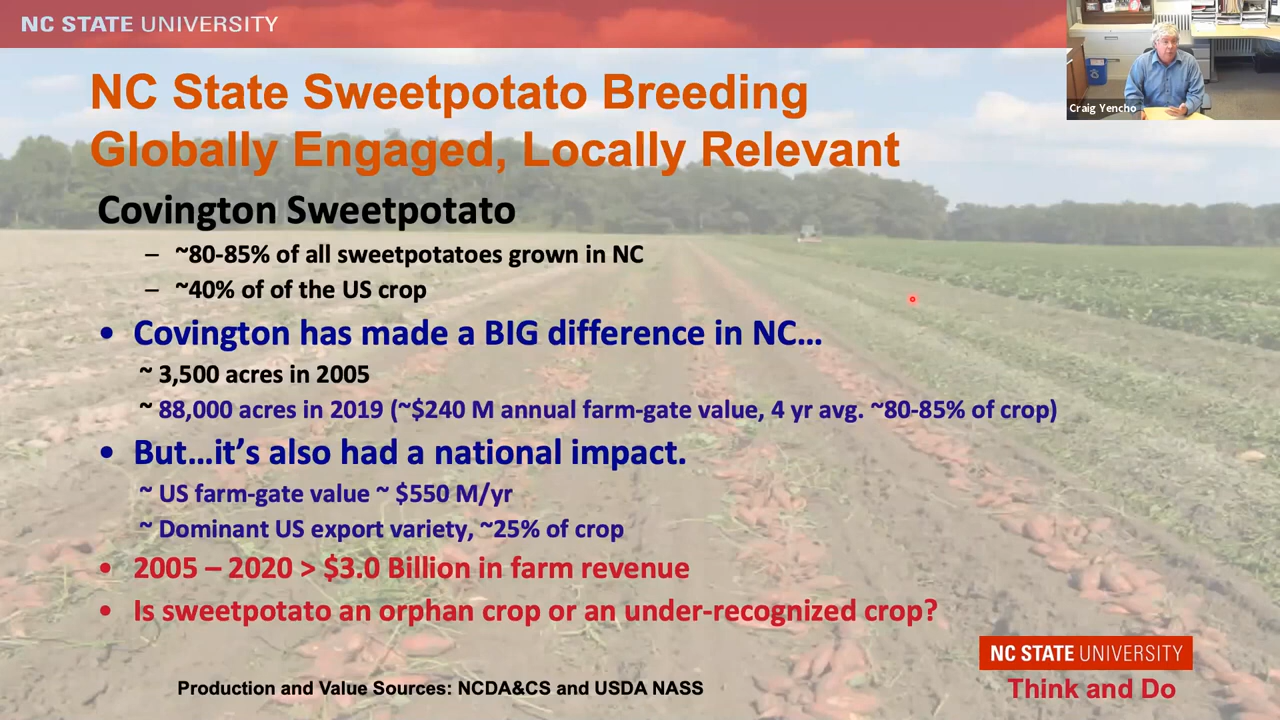 NC STATE UNIVERSITY
Craig Yencho
NC State Sweetpotato Breeding
Globally Engaged, Locally Relevant
Covington Sweetpotato
– ~80-85% of all sweetpotatoes grown in NC
– ~40% of of the US crop
• Covington has made a BIG difference in NC...
~ 3,500 acres in 2005
~ 88,000 acres in 2019 (~$240 M annual farm-gate value, 4 yr avg. ~80-85% of crop)
• But...it's also had a national impact.
~ US farm-gate value ~ $550 M/yr
~ Dominant US export variety, ~25% of crop
• 2005 – 2020 > $3.0 Billion in farm revenue
• Is sweetpotato an orphan crop or an under-recognized crop?
NC STATE UNIVERSITY
Think and Do
Production and Value Sources: NCDA&CS and USDA NASS